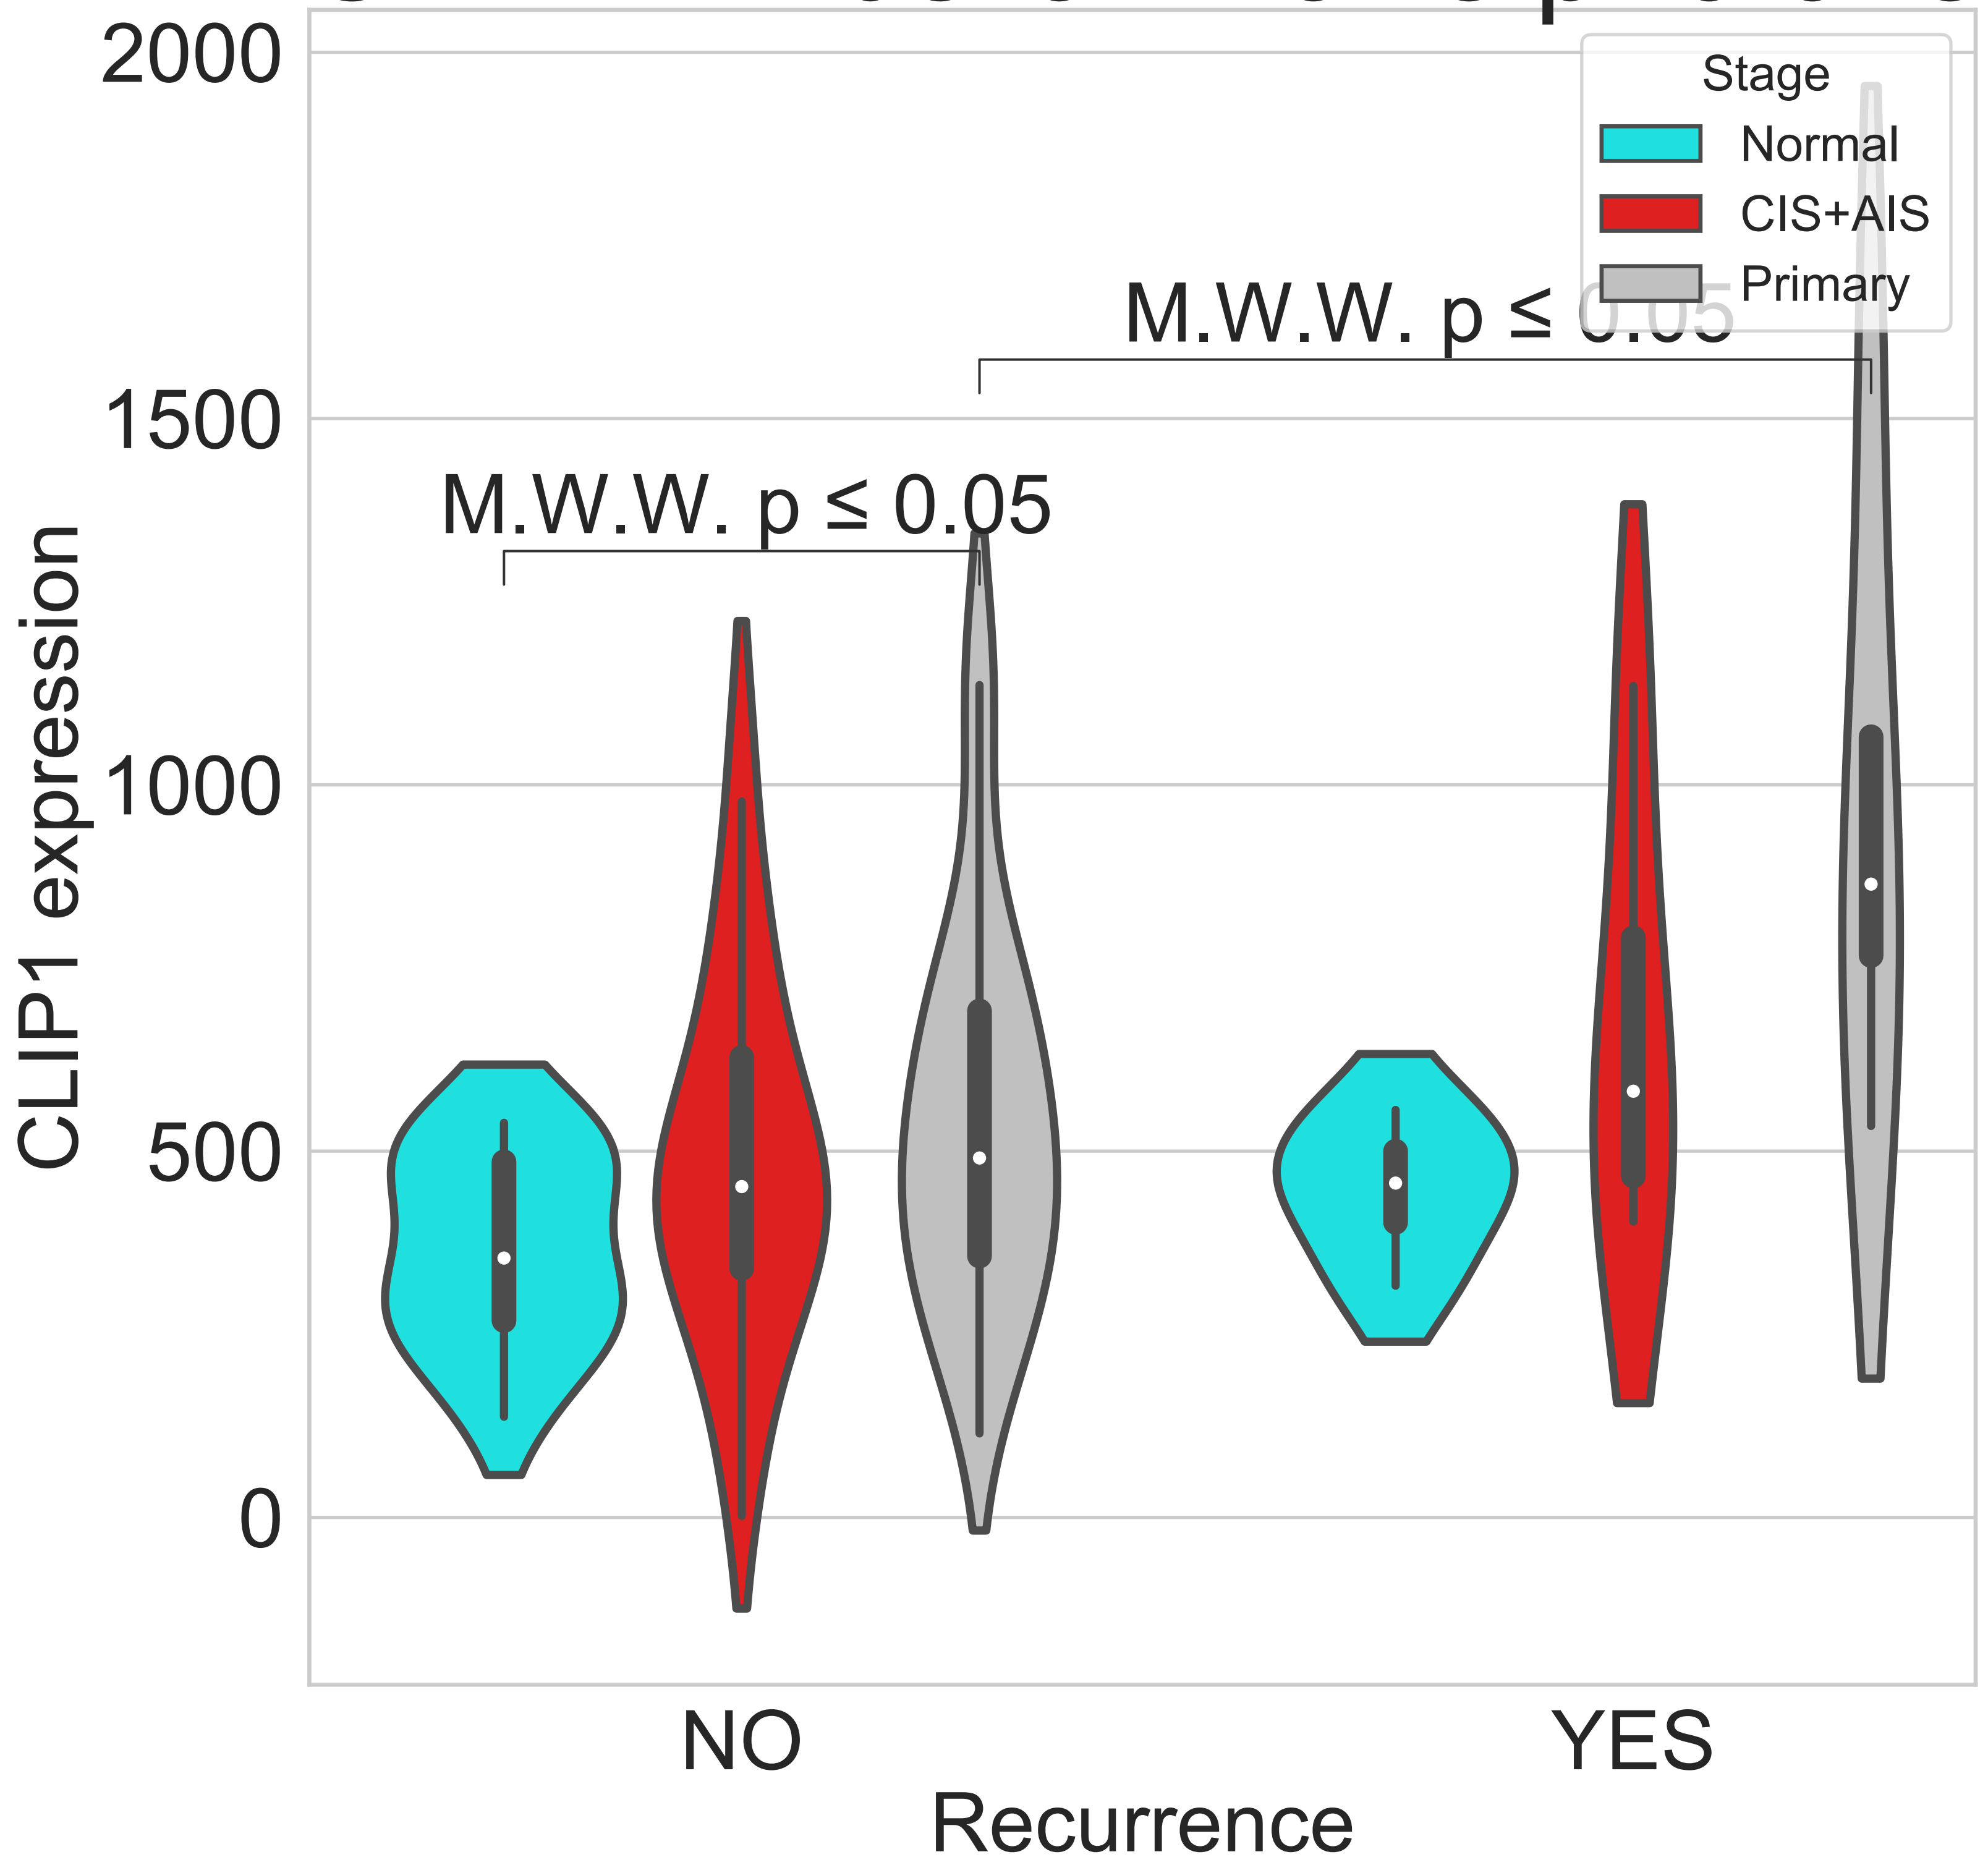 2000
Stage
Normal
CIS+AIS
Primary
M.W.W. p ≤ 0.05
1500
M.W.W. p ≤ 0.05
1000
500
0
CLIP1 expression
NO
YES
Recurrence